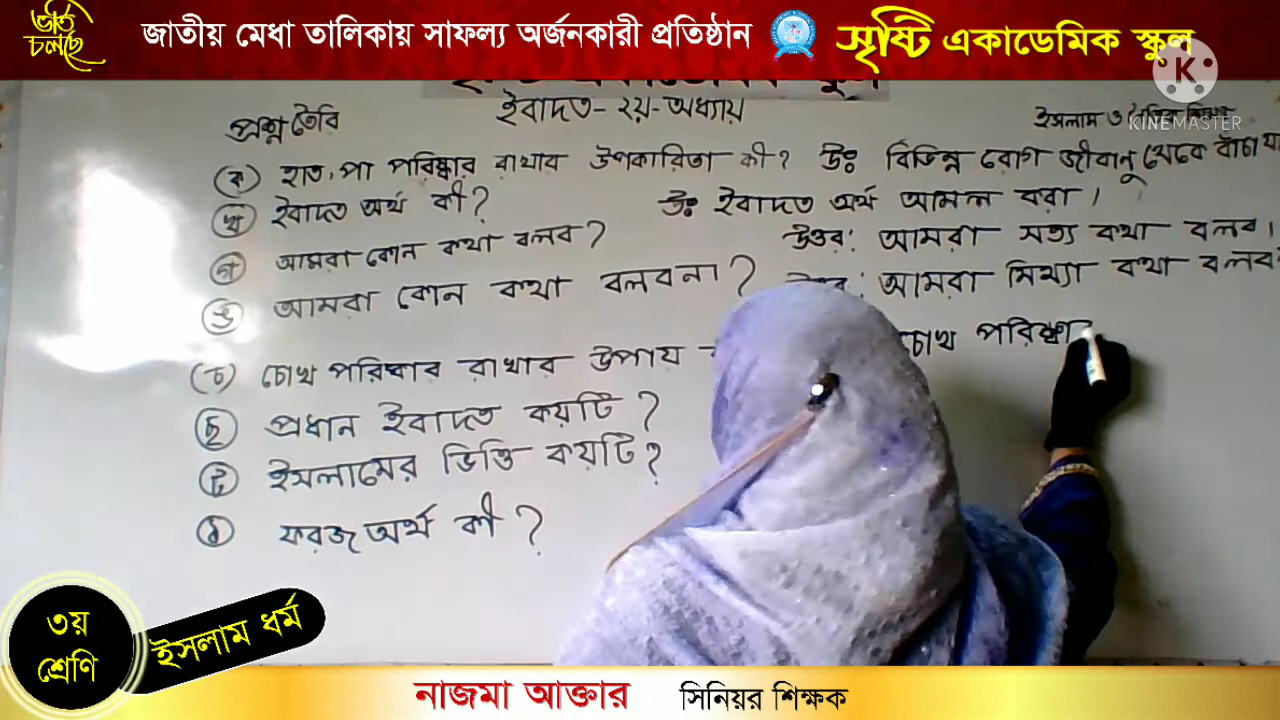 ভর্তি চলছে
জাতীয় মেধা তালিকায় সাফল্য অর্জনকারী প্রতিষ্ঠান সৃষ্টি একাডেমিক স্কুল
KINEMASTER
প্রশ্ন তৈরি
ইবাদত - ২য় - অধ্যায়
ইসলাম ও
(ক) হাত, পা পরিষ্কার রাখার উপকারিতা কী? উঃ বিভিন্ন রোগ জীবানু থেকে বাঁচা
খ ইবাদত অর্থ কী? উঃ ইবাদত অর্থ আমল করা।
গ আমরা কোন কথা বলব? উত্তর: আমরা সত্য কথা বলব।
ঙ আমরা কোন কথা বলবনা? আমরা মিথ্যা কথা বলব
(চ) চোখ পরিষ্কার রাখার উপায় চোখ পরিষ্কা
ছ প্রধান ইবাদত কয়টি?
ইসলামের ভিত্তি কয়টি?
ফরজ অর্থ কী?
৩য় শ্রেণি
ইসলাম ধর্ম
নাজমা আক্তার সিনিয়র শিক্ষক